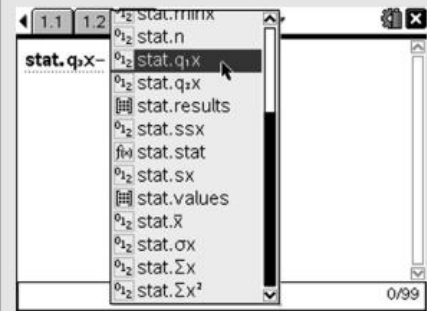 1.1 1.2
stat.minx
stat.n
stat.q₃x−
stat.q₁x
stat.q₃x
stat.results
stat.ssx
f(x) stat.stat
stat.sx
stat.values
stat.x̄
stat.σx
stat.Σx
stat.Σx²
0/99